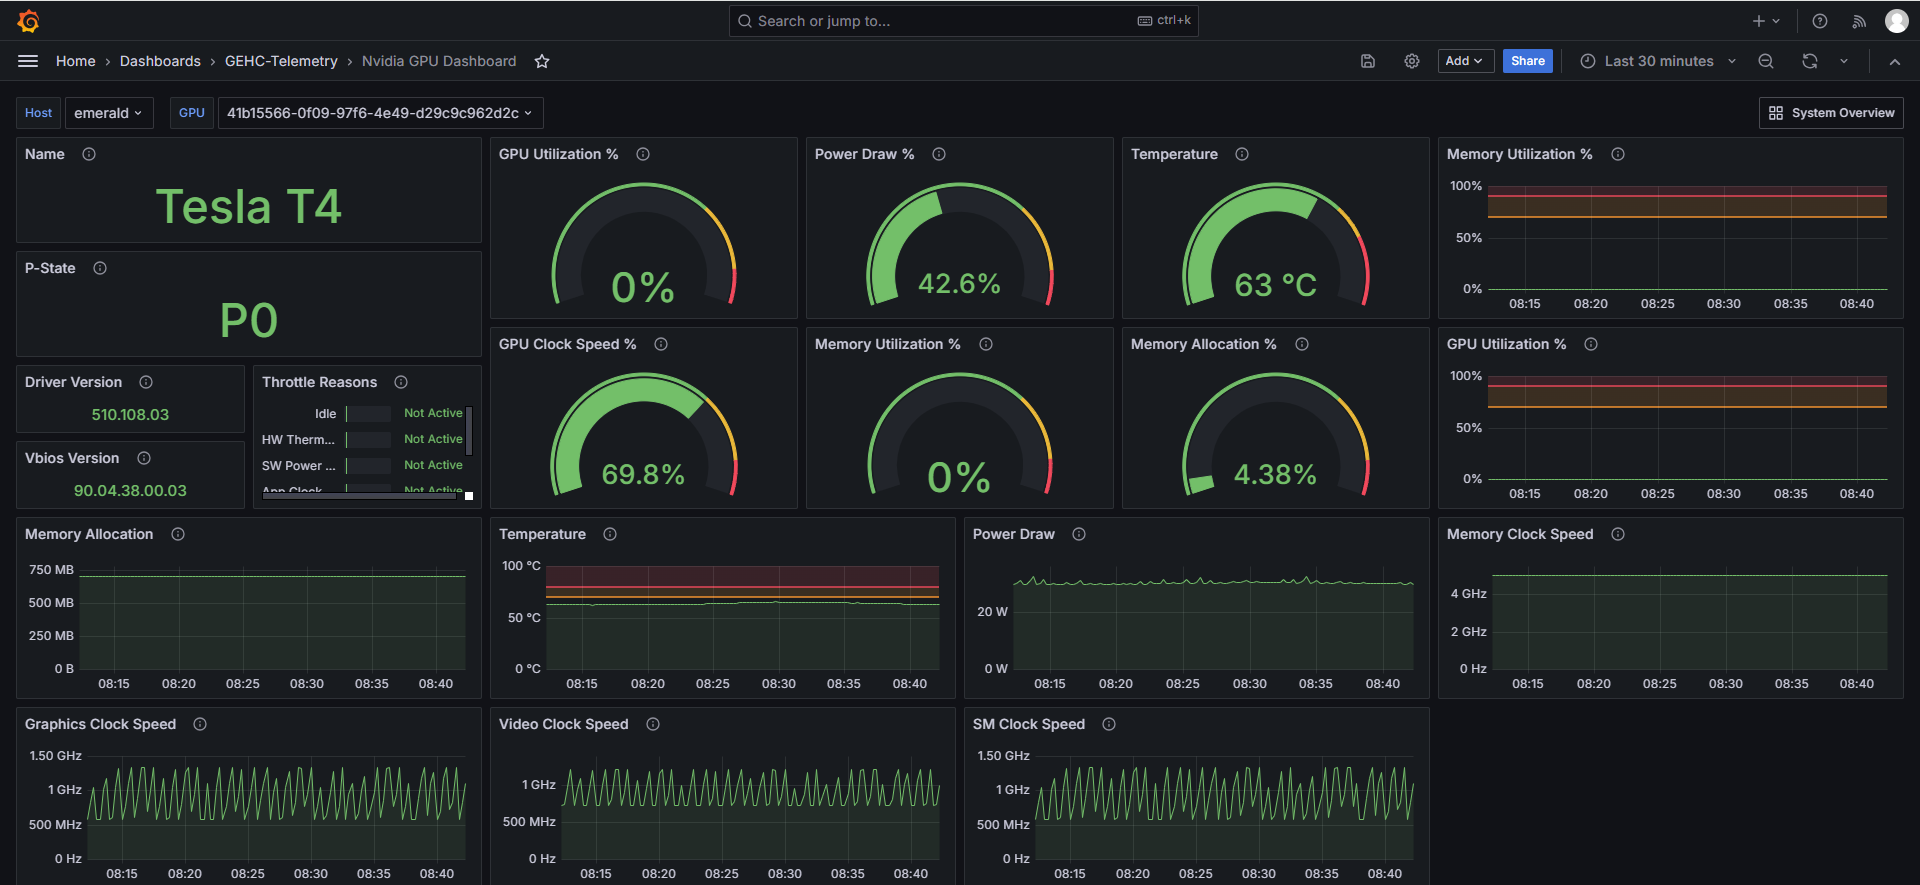 Search or jump to...
ctrl+k
Home › Dashboards › GEHC-Telemetry › Nvidia GPU Dashboard
Add
Share
Last 30 minutes
Host emerald
GPU 41b15566-0f09-97f6-4e49-d29c9c962d2c
System Overview
Name
Tesla T4
P-State
P0
Driver Version
510.108.03
Vbios Version
90.04.38.00.03
Throttle Reasons
Idle Not Active
HW Therm... Not Active
SW Power ... Not Active
App Clock Not Active
GPU Utilization %
0%
Power Draw %
42.6%
Temperature
63 °C
Memory Utilization %
100%
50%
0%
08:15 08:20 08:25 08:30 08:35 08:40
GPU Clock Speed %
69.8%
Memory Utilization %
0%
Memory Allocation %
4.38%
GPU Utilization %
100%
50%
0%
08:15 08:20 08:25 08:30 08:35 08:40
Memory Allocation
750 MB
500 MB
250 MB
0 B
08:15 08:20 08:25 08:30 08:35 08:40
Temperature
100 °C
50 °C
0 °C
08:15 08:20 08:25 08:30 08:35 08:40
Power Draw
20 W
0 W
08:15 08:20 08:25 08:30 08:35 08:40
Memory Clock Speed
4 GHz
2 GHz
0 Hz
08:15 08:20 08:25 08:30 08:35 08:40
Graphics Clock Speed
1.50 GHz
1 GHz
500 MHz
0 Hz
08:15 08:20 08:25 08:30 08:35 08:40
Video Clock Speed
1 GHz
500 MHz
0 Hz
08:15 08:20 08:25 08:30 08:35 08:40
SM Clock Speed
1.50 GHz
1 GHz
500 MHz
0 Hz
08:15 08:20 08:25 08:30 08:35 08:40